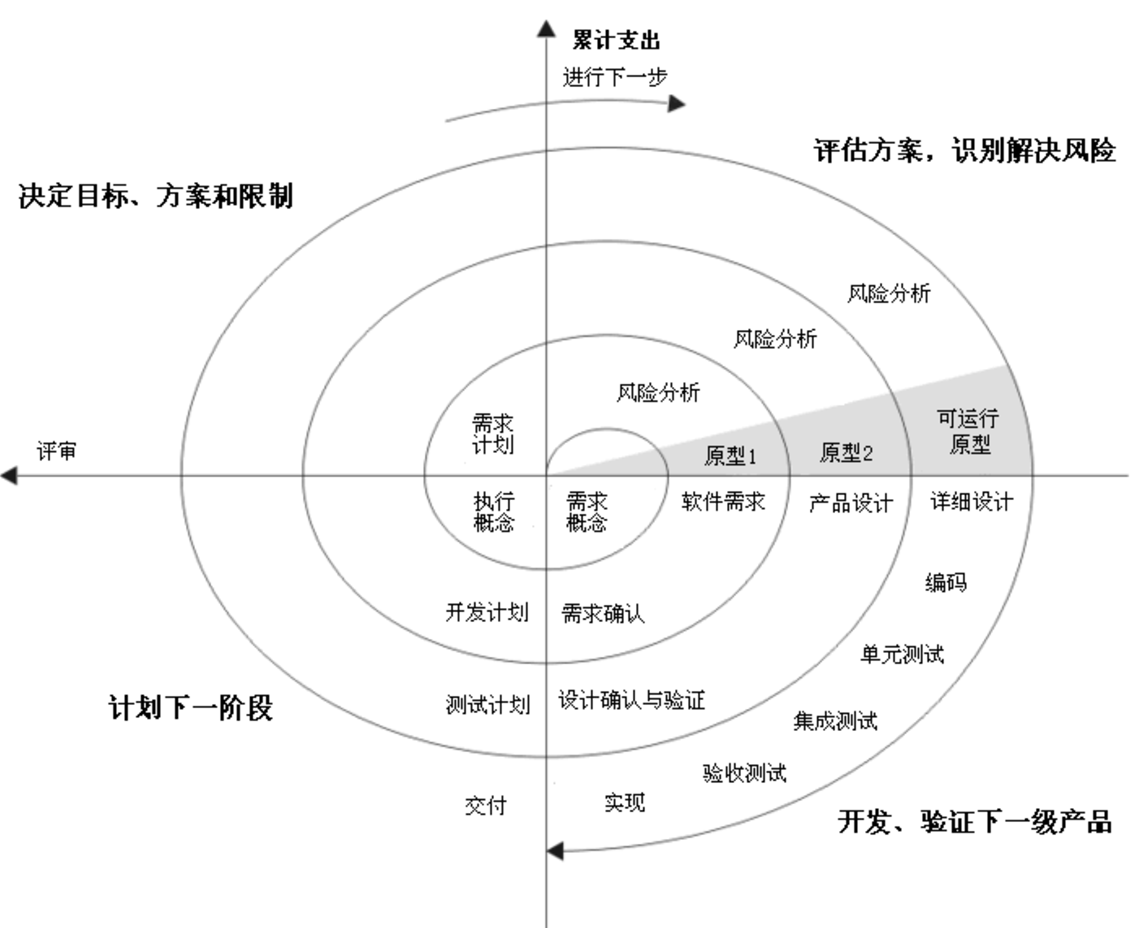 累计支出
进行下一步
评估方案，识别解决风险
决定目标、方案和限制
风险分析
风险分析
风险分析
需求
计划
可运行
原型
原型1
原型2
评审
执行
概念
需求
概念
软件需求
产品设计
详细设计
编码
开发计划
需求确认
单元测试
计划下一阶段
测试计划
设计确认与验证
集成测试
验收测试
交付
实现
开发、验证下一级产品